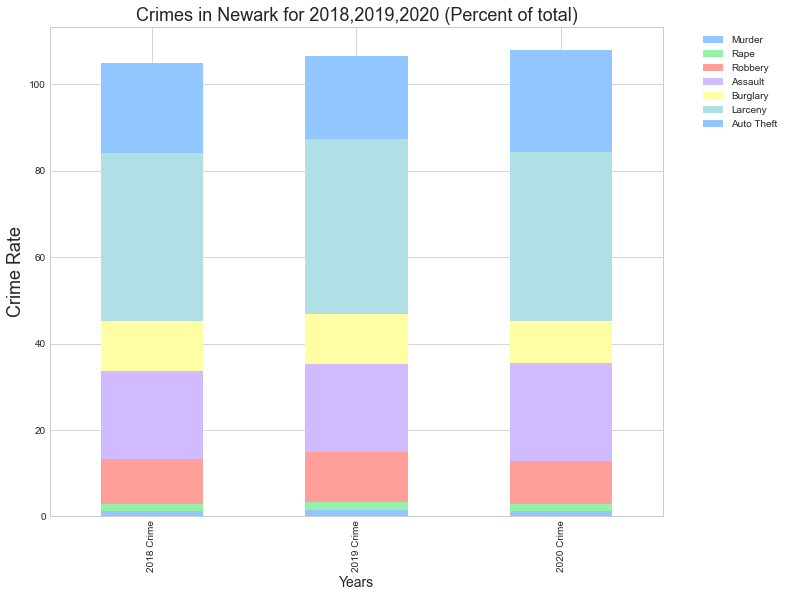 Crimes in Newark for 2018,2019,2020 (Percent of total)
Murder
Rape
Robbery
Assault
Burglary
Larceny
Auto Theft
Crime Rate
100
80
60
40
20
0
2018 Crime
2019 Crime
2020 Crime
Years